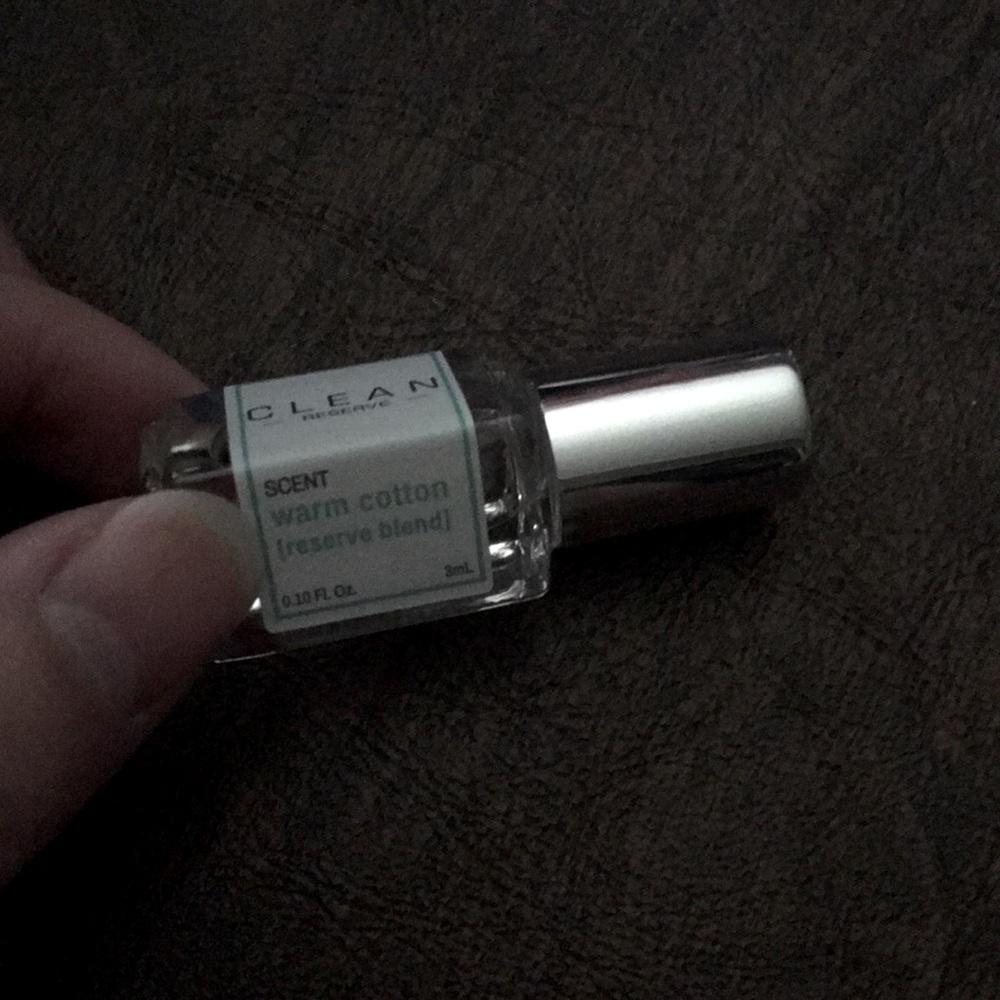 CLEAN
RESERVE
SCENT
warm cotton
[reserve blend]
3mL
0.10 FL Oz.